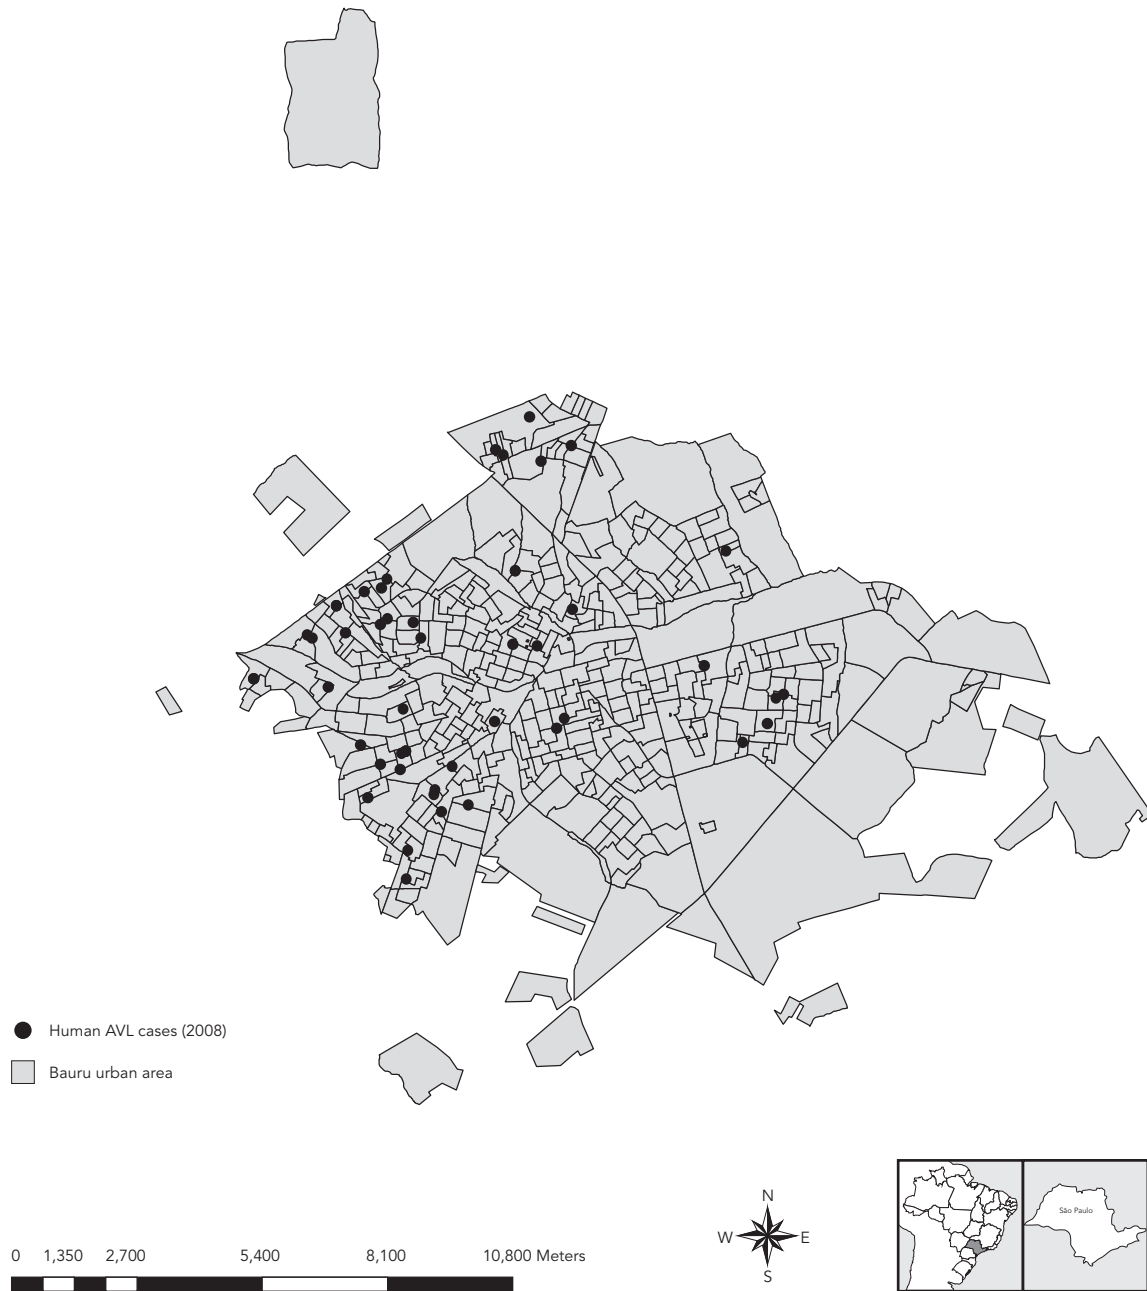 Human AVL cases (2008)
Bauru urban area
São Paulo
N
W E
S
0 1,350 2,700 5,400 8,100 10,800 Meters